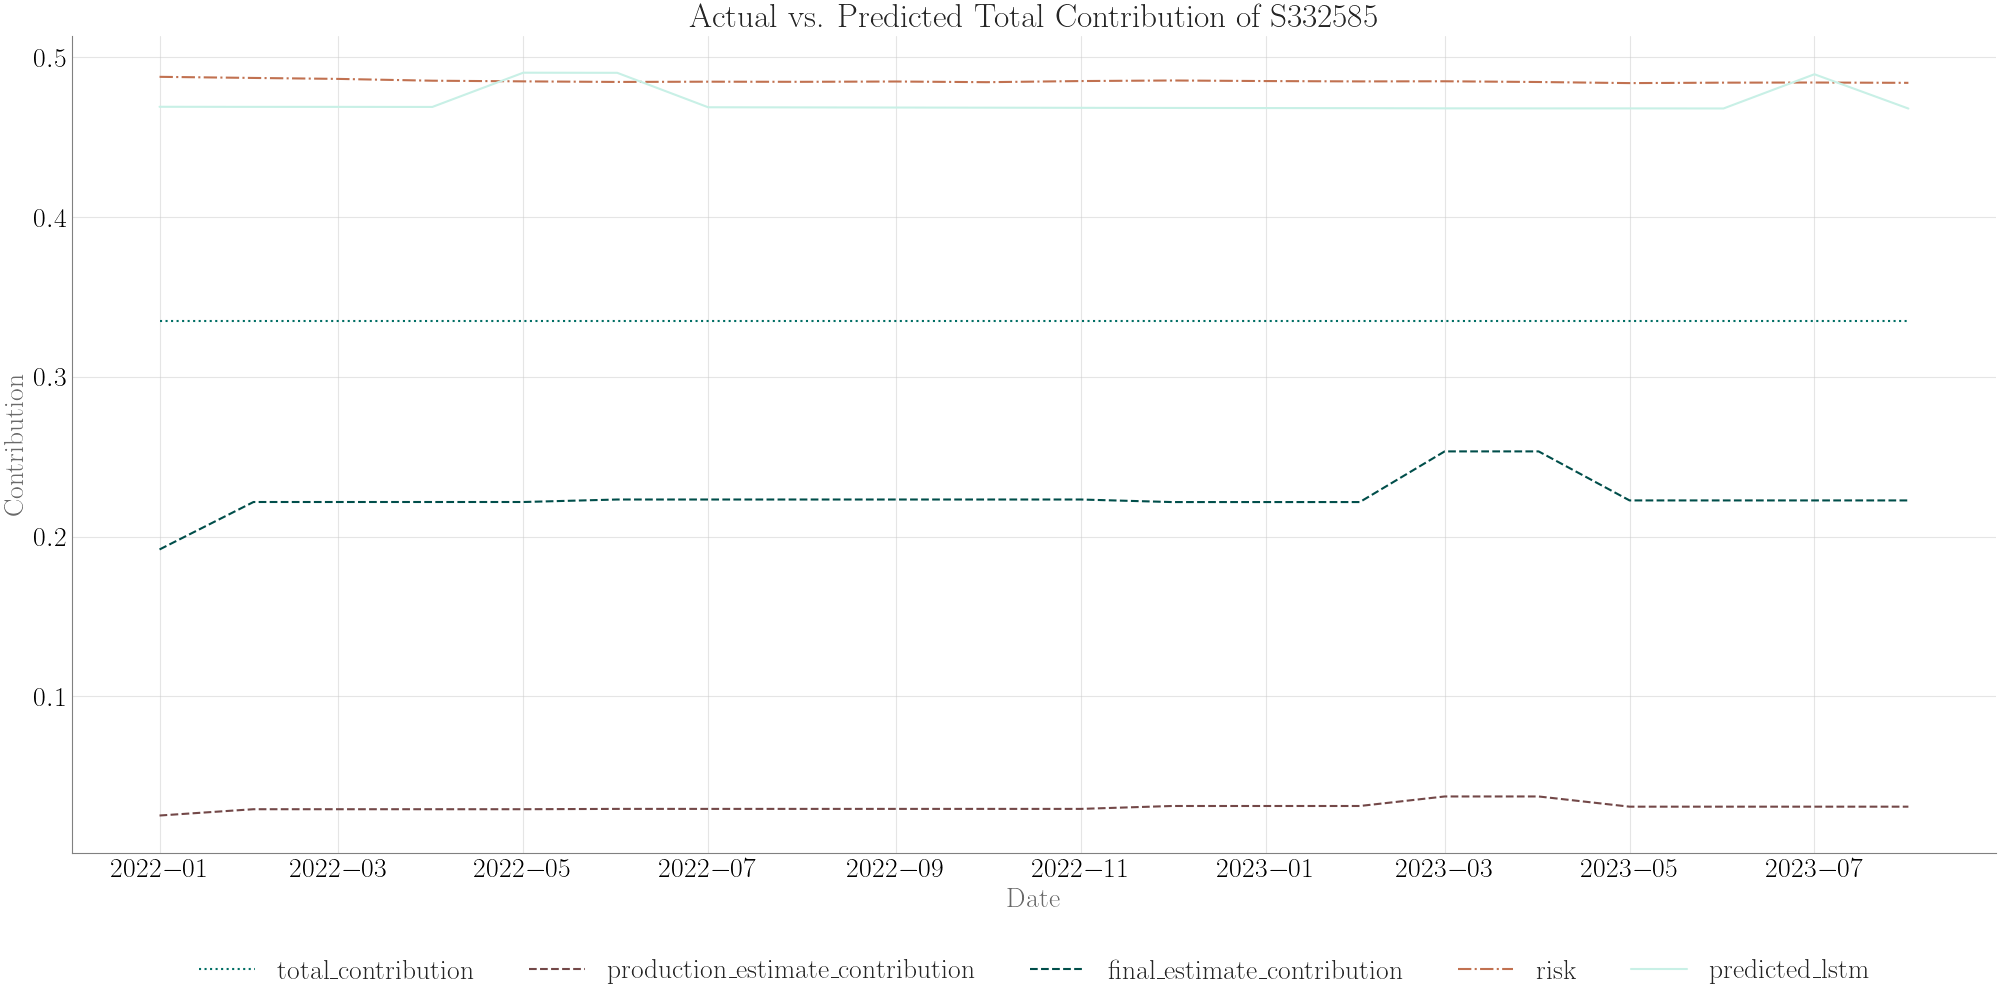 Actual vs. Predicted Total Contribution of S332585
0.5
0.4
0.3
0.2
0.1
Contribution
2022−01 2022−03 2022−05 2022−07 2022−09 2022−11 2023−01 2023−03 2023−05 2023−07
Date
total_contribution production_estimate_contribution final_estimate_contribution risk predicted_lstm